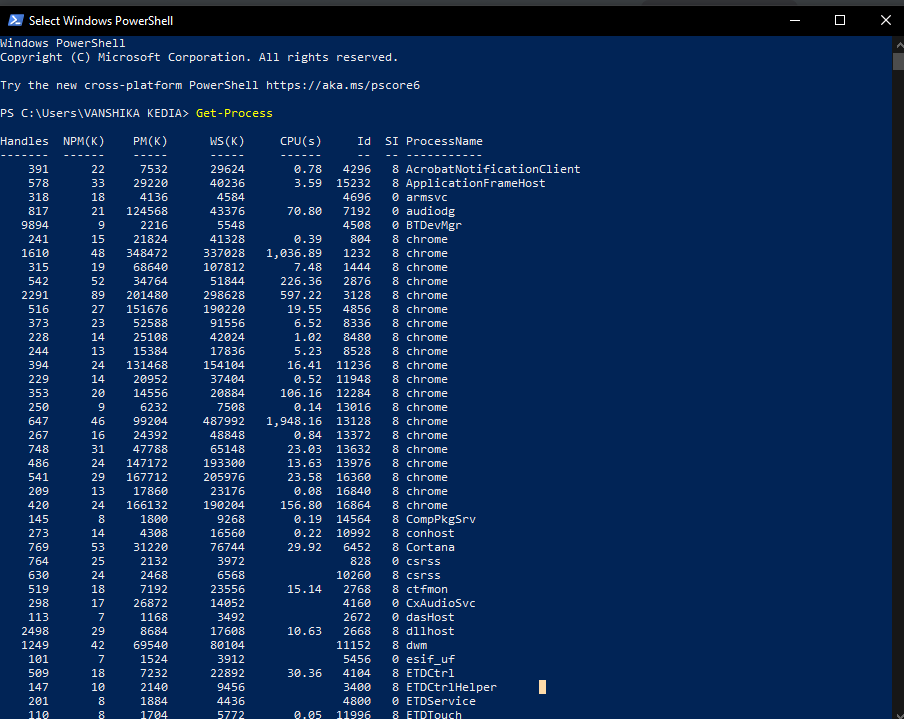 Select Windows PowerShell
Windows PowerShell
Copyright (C) Microsoft Corporation. All rights reserved.
Try the new cross-platform PowerShell https://aka.ms/pscore6
PS C:\Users\VANSHIKA KEDIA> Get-Process
Handles NPM(K) PM(K) WS(K) CPU(s) Id SI ProcessName
------- ------ ----- ----- ------ -- -- -----------
391 22 7532 29624 0.78 4296 8 AcrobatNotificationClient
578 33 29220 40236 3.59 15232 8 ApplicationFrameHost
318 18 4136 4584 4696 0 armsvc
817 21 124568 43376 70.80 7192 0 audiodg
9894 9 2216 5548 4508 0 BTDevMgr
241 15 21824 41328 0.39 804 8 chrome
1610 48 348472 337028 1,036.89 1232 8 chrome
315 19 68640 107812 7.48 1444 8 chrome
542 52 34764 51844 226.36 2876 8 chrome
2291 89 201480 298628 597.22 3128 8 chrome
516 27 151676 190220 19.55 4856 8 chrome
373 23 52588 91556 6.52 8336 8 chrome
228 14 25108 42024 1.02 8480 8 chrome
244 13 15384 17836 5.23 8528 8 chrome
394 24 131468 154104 16.41 11236 8 chrome
229 14 20952 37404 0.52 11948 8 chrome
353 20 14556 20884 106.16 12284 8 chrome
250 9 6232 7508 0.14 13016 8 chrome
647 46 99204 487992 1,948.16 13128 8 chrome
267 16 24392 48848 0.84 13372 8 chrome
748 31 47788 65148 23.03 13632 8 chrome
486 24 147172 193300 13.63 13976 8 chrome
541 29 167712 205976 23.58 16360 8 chrome
209 13 17860 23176 0.08 16840 8 chrome
420 24 166132 190204 156.80 16864 8 chrome
145 8 1800 9268 0.19 14564 8 CompPkgSrv
273 14 4308 16560 0.22 10992 8 conhost
769 53 31220 76744 29.92 6452 8 Cortana
764 25 2132 3972 828 0 csrss
630 24 2468 6568 10260 8 csrss
519 18 7192 23556 15.14 2768 8 ctfmon
298 17 26872 14052 4160 0 CxAudioSvc
113 7 1168 3492 2672 0 dasHost
2498 29 8684 17608 10.63 2668 8 dllhost
1249 42 69540 80104 11152 8 dwm
101 7 1524 3912 5456 0 esif_uf
509 18 7232 22892 30.36 4104 8 ETDCtrl
147 10 2140 9456 3400 8 ETDCtrlHelper
201 8 1884 4436 4800 0 ETDService
110 8 1704 5772 0.05 11996 8 ETDTouch